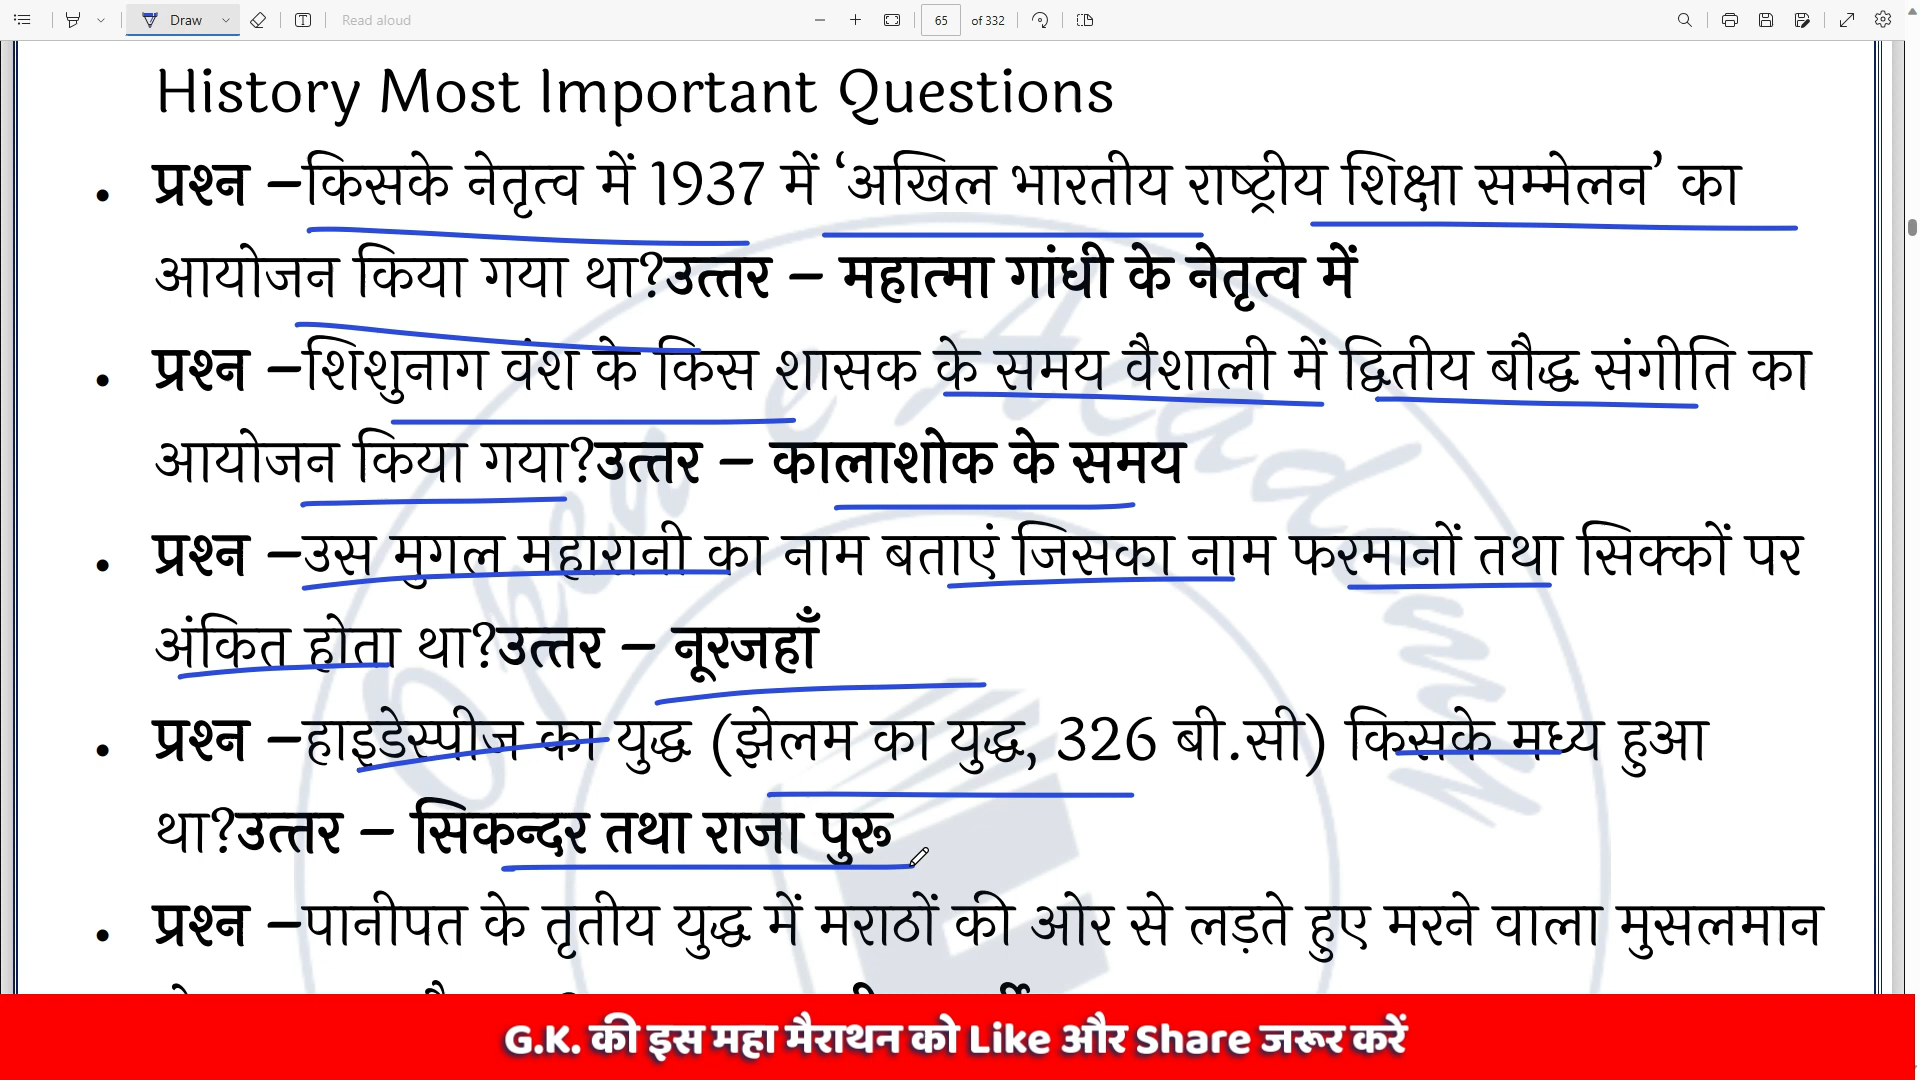 Draw
Read aloud
65 of 332
History Most Important Questions
• प्रश्न –किसके नेतृत्व में 1937 में ‘अखिल भारतीय राष्ट्रीय शिक्षा सम्मेलन’ का
आयोजन किया गया था?उत्तर – महात्मा गांधी के नेतृत्व में
• प्रश्न –शिशुनाग वंश के किस शासक के समय वैशाली में द्वितीय बौद्ध संगीति का
आयोजन किया गया?उत्तर – कालाशोक के समय
• प्रश्न –उस मुगल महारानी का नाम बताएं जिसका नाम फरमानों तथा सिक्कों पर
अंकित होता था?उत्तर – नूरजहाँ
• प्रश्न –हाइडेस्पीज का युद्ध (झेलम का युद्ध, 326 बी.सी) किसके मध्य हुआ
था?उत्तर – सिकन्दर तथा राजा पुरू
• प्रश्न –पानीपत के तृतीय युद्ध में मराठों की ओर से लड़ते हुए मरने वाला मुसलमान
Open e Academy
G.K. की इस महा मैराथन को Like और Share जरूर करें